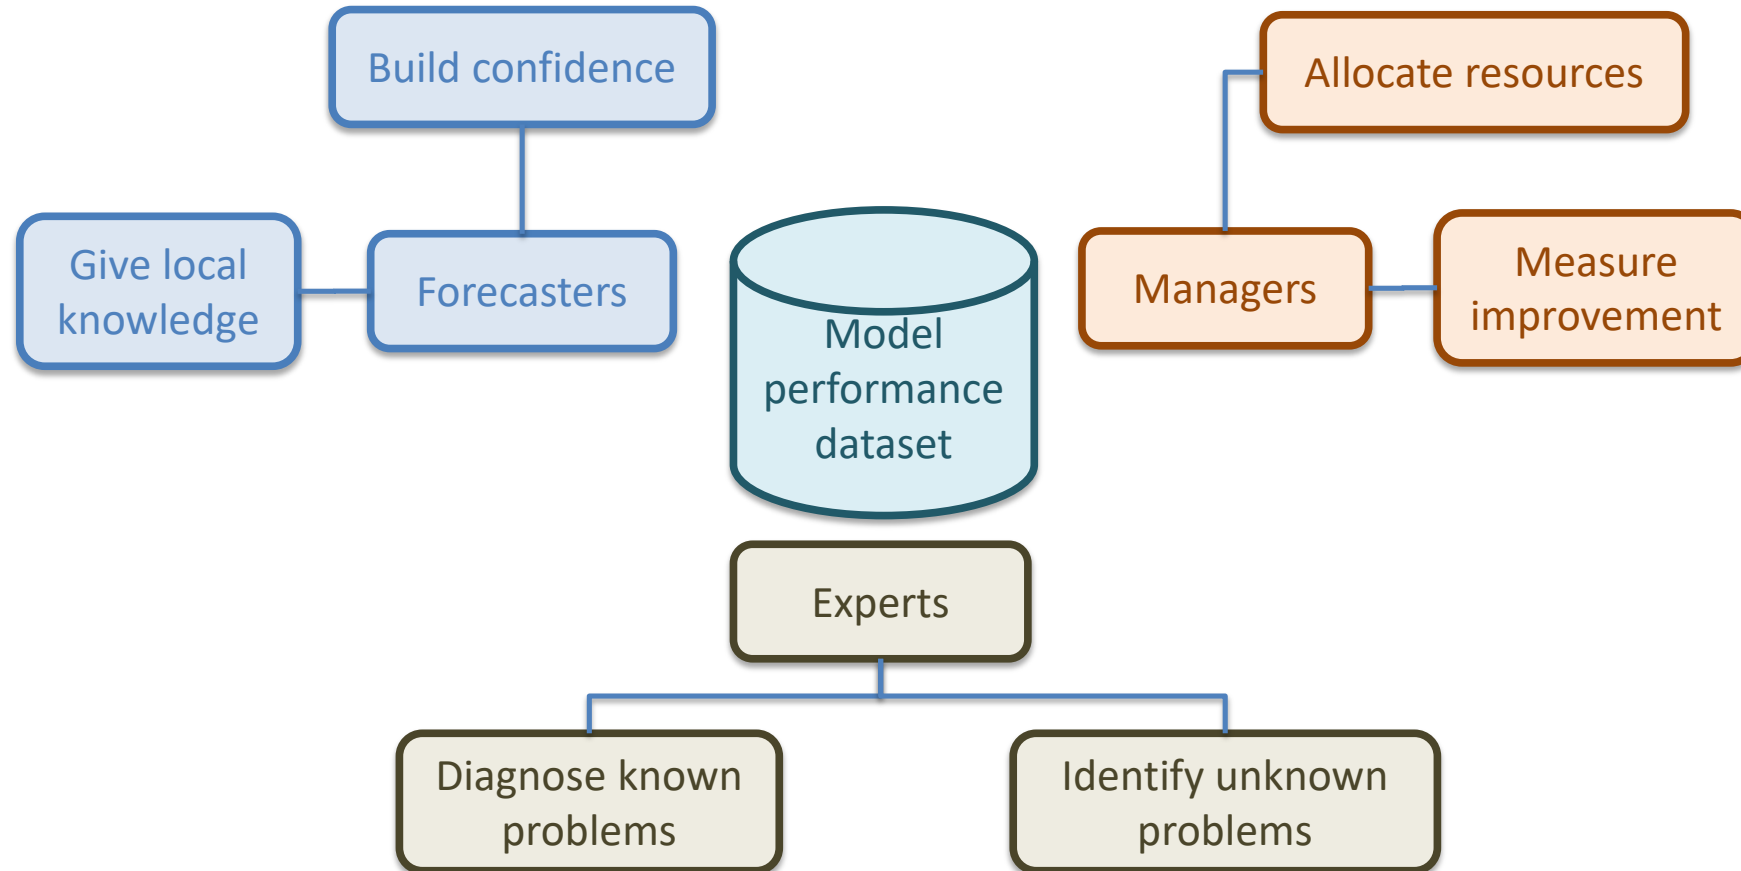 Build confidence
Give local
knowledge
Forecasters
Allocate resources
Managers
Measure
improvement
Model
performance
dataset
Experts
Diagnose known
problems
Identify unknown
problems